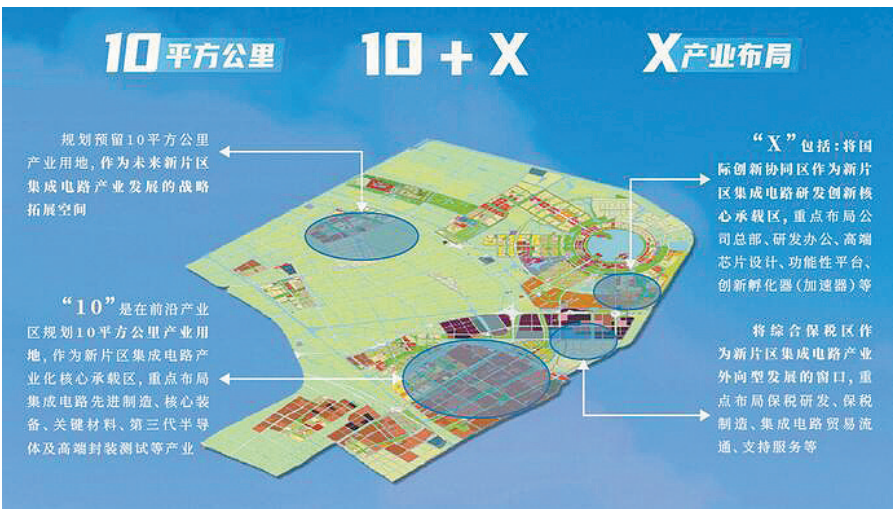 10平方公里
10 + X
X产业布局
规划预留10平方公里
产业用地,作为未来新片区
集成电路产业发展的战略
拓展空间
“10”是在前沿产业
区规划10平方公里产业用
地,作为新片区集成电路产
业化核心承载区,重点布局
集成电路先进制造、核心装
备、关键材料、第三代半导
体及高端封装测试等产业
“X”包括:将国
际创新协同区作为新片
区集成电路研发创新核
心承载区,重点布局公
司总部、研发办公、高端
芯片设计、功能性平台、
创新孵化器(加速器)等
将综合保税区作
为新片区集成电路产业
外向型发展的窗口,重
点布局保税研发、保税
制造、集成电路贸易流
通、支持服务等